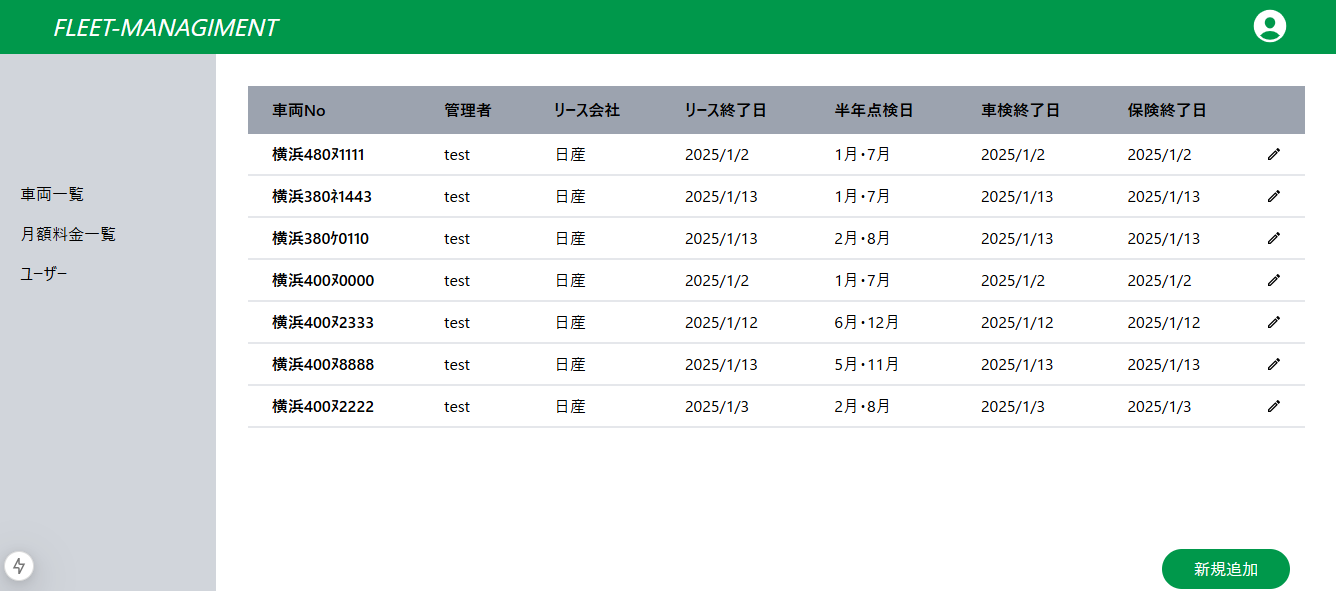 FLEET-MANAGIMENT
車両一覧
月額料金一覧
ユーザー
車両No 管理者 リース会社 リース終了日 半年点検日 車検終了日 保険終了日
横浜480ﾇ1111 test 日産 2025/1/2 1月・7月 2025/1/2 2025/1/2
横浜380ﾈ1443 test 日産 2025/1/13 1月・7月 2025/1/13 2025/1/13
横浜380ｹ0110 test 日産 2025/1/13 2月・8月 2025/1/13 2025/1/13
横浜400ﾇ0000 test 日産 2025/1/2 1月・7月 2025/1/2 2025/1/2
横浜400ﾇ2333 test 日産 2025/1/12 6月・12月 2025/1/12 2025/1/12
横浜400ﾇ8888 test 日産 2025/1/13 5月・11月 2025/1/13 2025/1/13
横浜400ﾇ2222 test 日産 2025/1/3 2月・8月 2025/1/3 2025/1/3
新規追加